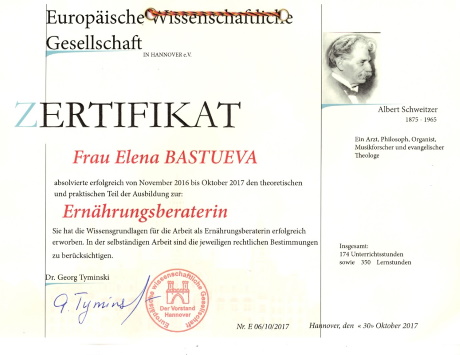 Europäische Wissenschaftliche
Gesellschaft
IN HANNOVER e.V.
ZERTIFIKAT
Frau Elena BASTUEVA
absolvierte erfolgreich von November 2016 bis Oktober 2017 den theoretischen
und praktischen Teil der Ausbildung zur:
Ernährungsberaterin
Sie hat die Wissensgrundlagen für die Arbeit als Ernährungsberaterin erfolgreich
erworben. In der selbständigen Arbeit sind die jeweiligen rechtlichen Bestimmungen
zu berücksichtigen.
Dr. Georg Tyminski
G. Tyminski
Europäische wissenschaftliche Gesellschaft
Der Vorstand
Hannover
Nr. E 06/10/2017
Albert Schweitzer
1875 - 1965
Ein Arzt, Philosoph, Organist,
Musikforscher und evangelischer
Theologe
Insgesamt:
174 Unterrichtsstunden
sowie 350 Lernstunden
Hannover, den « 30» Oktober 2017